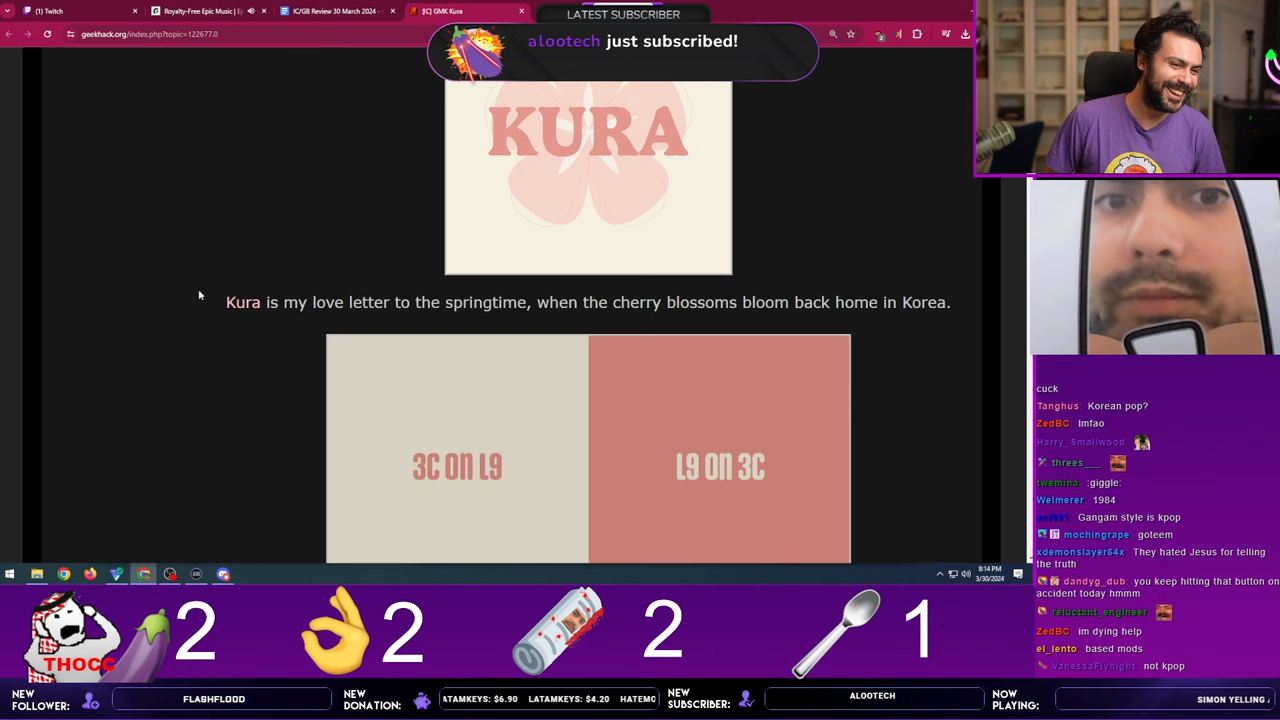 (1) Twitch
Royalty-Free Epic Music | E
IC/GB Review 30 March 2024 -
[IC] GMK Kura
geekhack.org/index.php?topic=122677.0
LATEST SUBSCRIBER
alootech just subscribed!
KURA
Kura is my love letter to the springtime, when the cherry blossoms bloom back home in Korea.
3C ON L9
L9 ON 3C
cuck
Tanghus: Korean pop?
ZedBC: lmfao
Harry_Smallwood:
threes___
twemina: :giggle:
Welmerer: 1984
Gangam style is kpop
mochingrape: goteem
xdemonslayer64x: They hated Jesus for telling
the truth
dandyg_dub: you keep hitting that button on
accident today hmmm
reluctant_engineer:
ZedBC: im dying help
el_lento: based mods
VanessaFlyhight: not kpop
8:14 PM
3/30/2024
THOCC
2
2
2
1
NEW
FOLLOWER:
FLASHFLOOD
NEW
DONATION:
ATAMKEYS: $6.90 LATAMKEYS: $4.20 HATEMO
NEW
SUBSCRIBER:
ALOOTECH
NOW
PLAYING:
SIMON YELLING